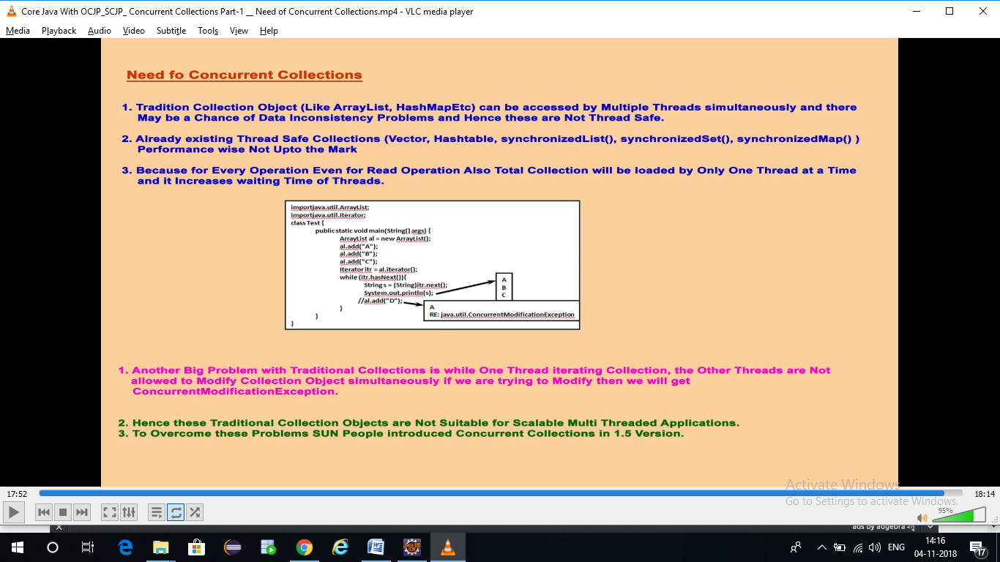 Core Java With OCJP_SCJP_ Concurrent Collections Part-1 __ Need of Concurrent Collections.mp4 - VLC media player
Media Playback Audio Video Subtitle Tools View Help
Need fo Concurrent Collections
1. Tradition Collection Object (Like ArrayList, HashMapEtc) can be accessed by Multiple Threads simultaneously and there
May be a Chance of Data Inconsistency Problems and Hence these are Not Thread Safe.
2. Already existing Thread Safe Collections (Vector, Hashtable, synchronizedList(), synchronizedSet(), synchronizedMap() )
Performance wise Not Upto the Mark
3. Because for Every Operation Even for Read Operation Also Total Collection will be loaded by Only One Thread at a Time
and it Increases waiting Time of Threads.
importjava.util.ArrayList;
importjava.util.Iterator;
class Test {
public static void main(String[] args) {
ArrayList al = new ArrayList();
al.add("A");
al.add("B");
al.add("C");
Iterator itr = al.iterator();
while (itr.hasNext()){
String s = (String)itr.next();
System.out.println(s);
//al.add("D");
}
}
}
A
B
C
A
RE: java.util.ConcurrentModificationException
1. Another Big Problem with Traditional Collections is while One Thread iterating Collection, the Other Threads are Not
allowed to Modify Collection Object simultaneously if we are trying to Modify then we will get
ConcurrentModificationException.
2. Hence these Traditional Collection Objects are Not Suitable for Scalable Multi Threaded Applications.
3. To Overcome these Problems SUN People introduced Concurrent Collections in 1.5 Version.
Activate Windows
Go to Settings to activate Windows.
17:52
18:14
95%
ads by adgebra
ENG
14:16
04-11-2018
17